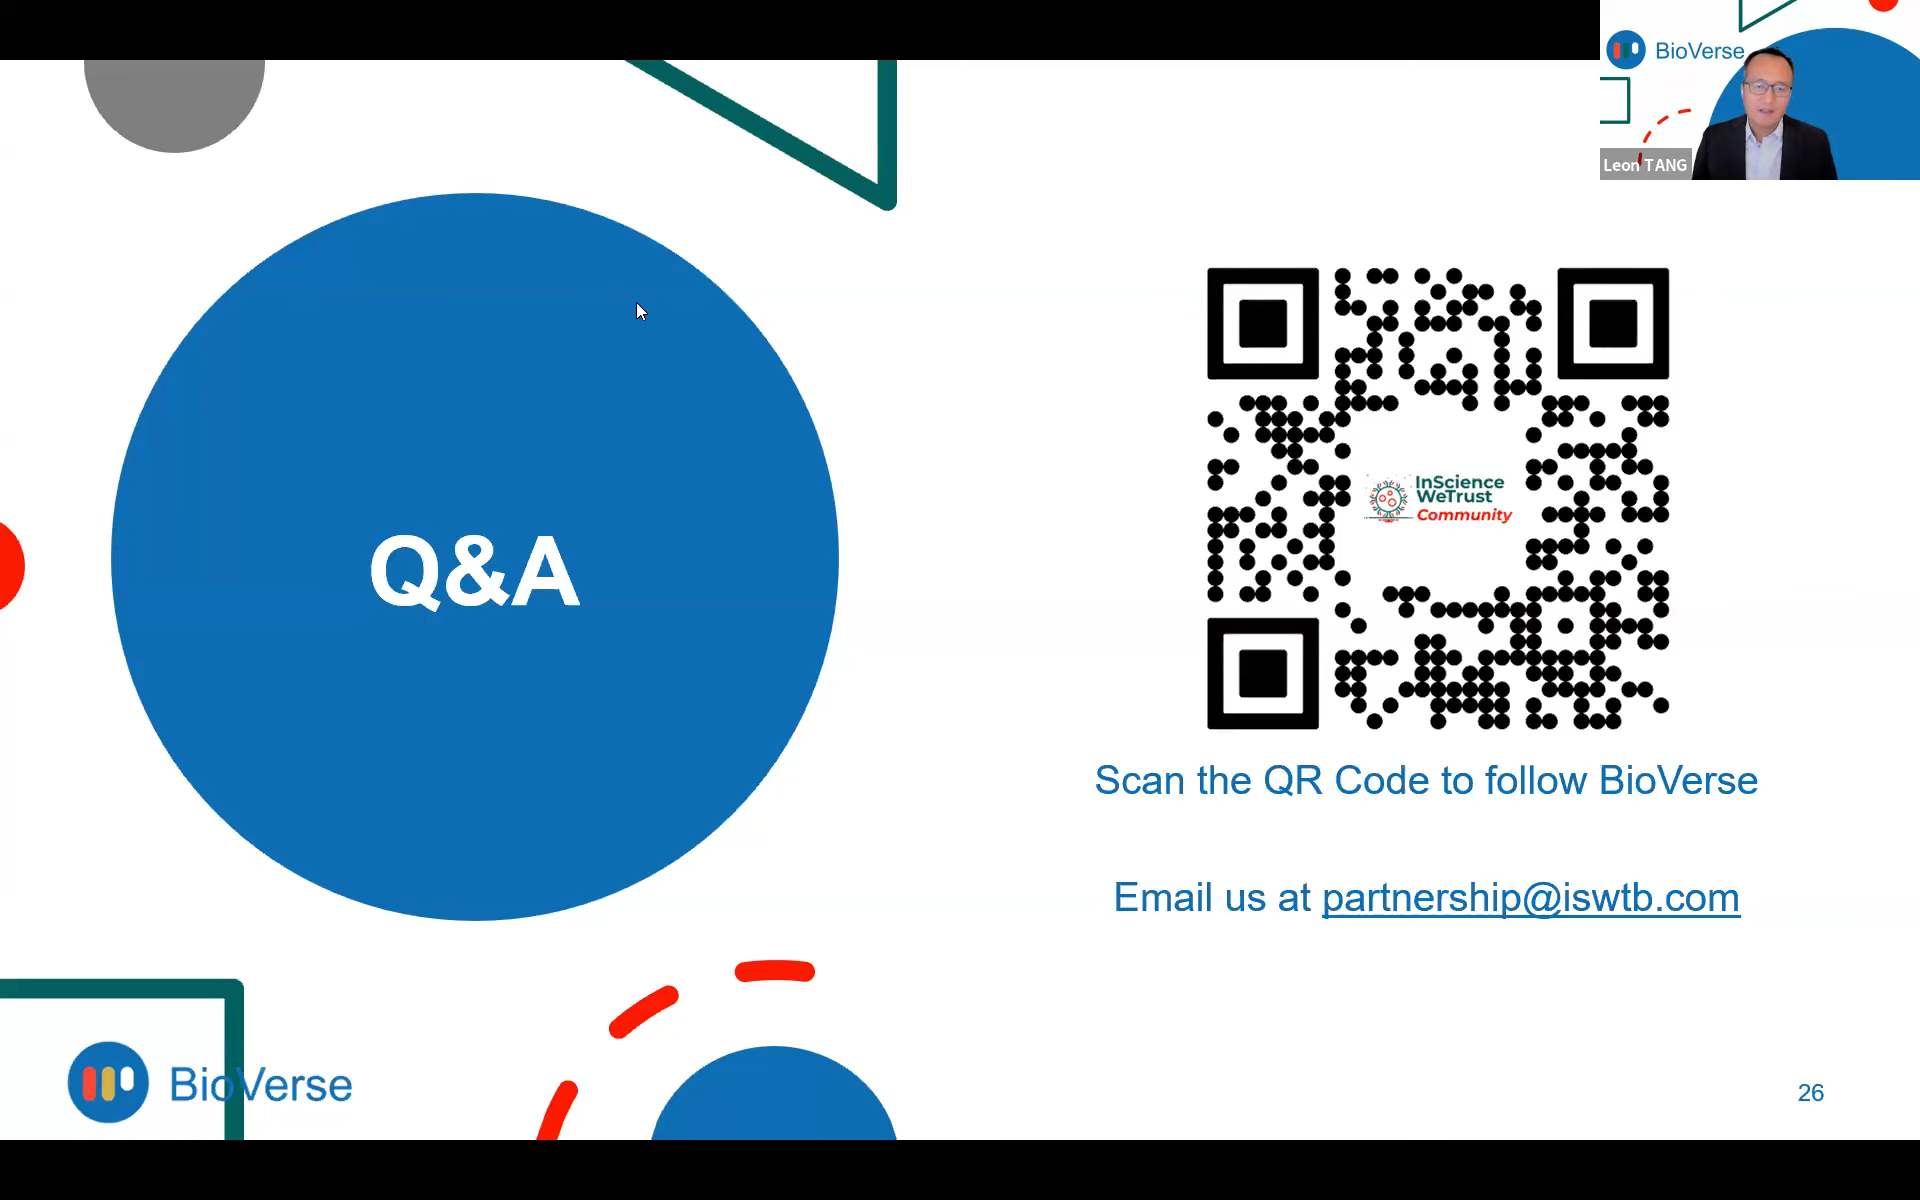 BioVerse
Leon TANG
Q&A
InScience
WeTrust
Community
Scan the QR Code to follow BioVerse
Email us at partnership@iswtb.com
BioVerse
26